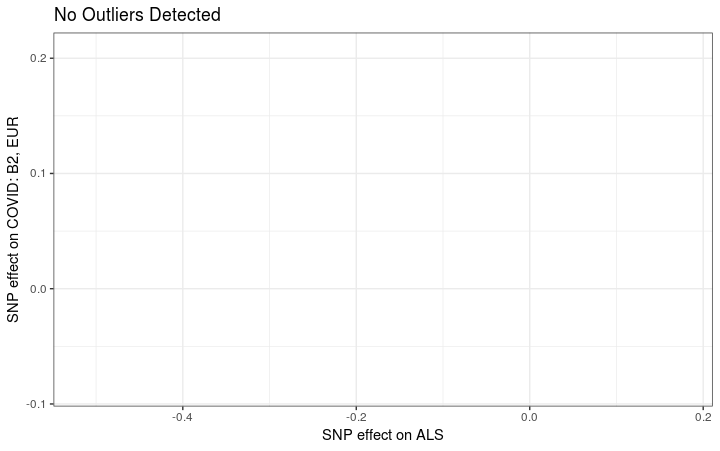 No Outliers Detected
SNP effect on COVID: B2, EUR
0.2
0.1
0.0
-0.1
-0.4
-0.2
0.0
0.2
SNP effect on ALS